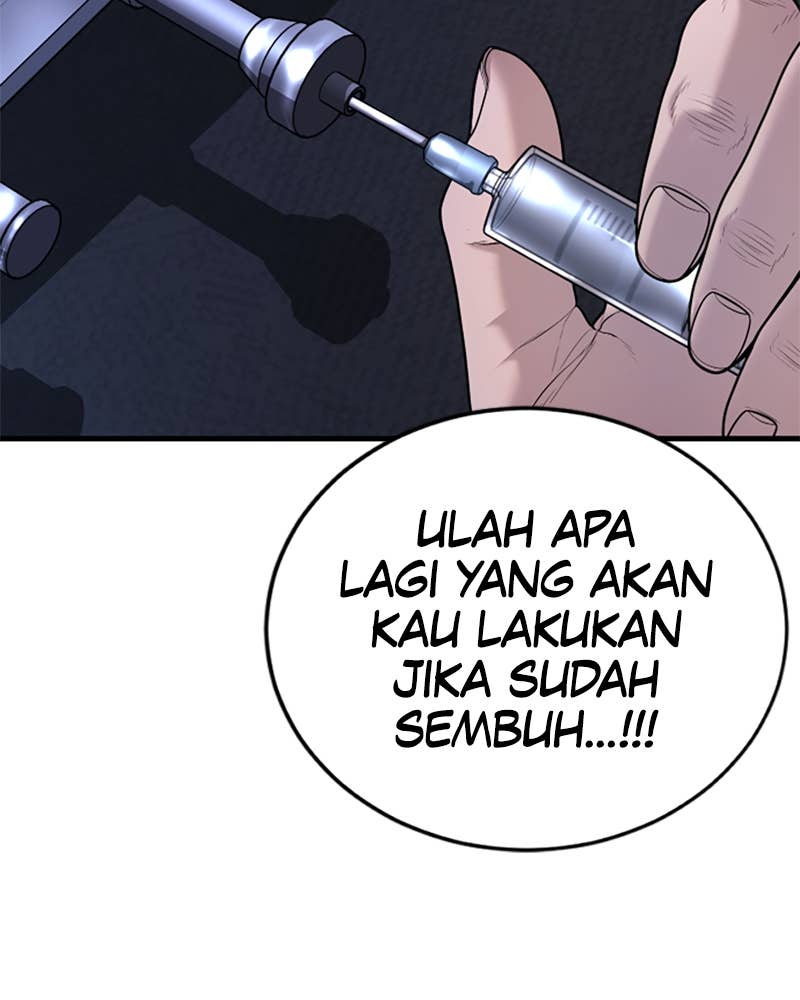 ULAH APA
LAGI YANG AKAN
KAU LAKUKAN
JIKA SUDAH
SEMBUH...!!!